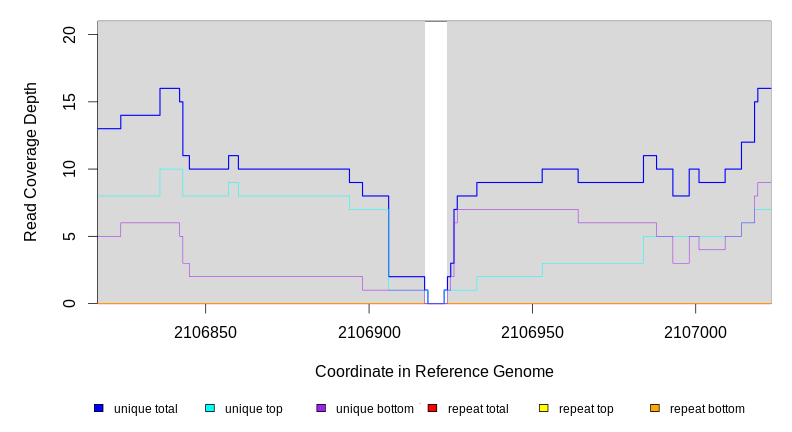 Read Coverage Depth
20
15
10
5
0
2106850 2106900 2106950 2107000
Coordinate in Reference Genome
unique total unique top unique bottom repeat total repeat top repeat bottom